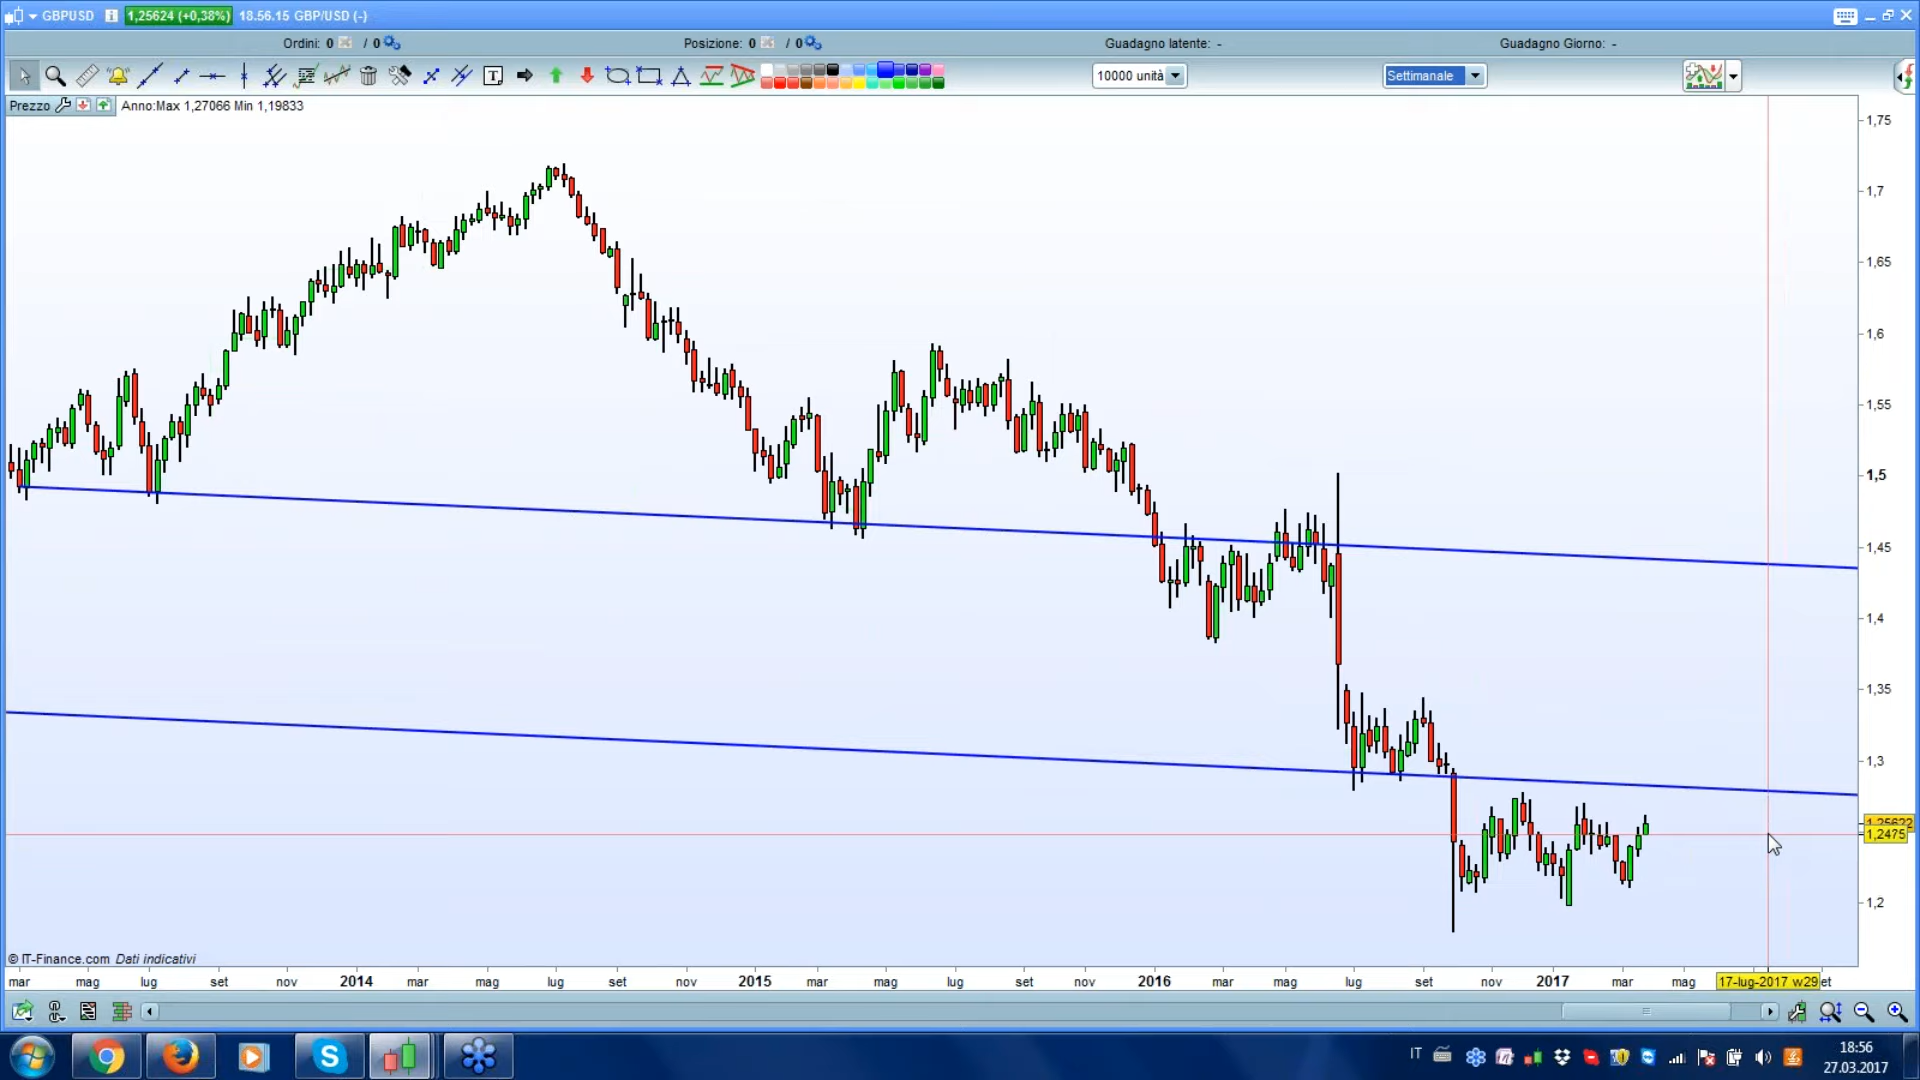 GBPUSD 1,25624 (+0,38%) 18.56.15 GBP/USD (-)
Ordini: 0 / 0 Posizione: 0 / 0 Guadagno latente: - Guadagno Giorno: -
10000 unità Settimanale
Prezzo Anno:Max 1,27066 Min 1,19833
1,75
1,7
1,65
1,6
1,55
1,5
1,45
1,4
1,35
1,3
1,25622
1,2475
1,2
© IT-Finance.com Dati indicativi
mar mag lug set nov 2014 mar mag lug set nov 2015 mar mag lug set nov 2016 mar mag lug set nov 2017 mar mag 17-lug-2017 w29 et
IT 18:56
27.03.2017